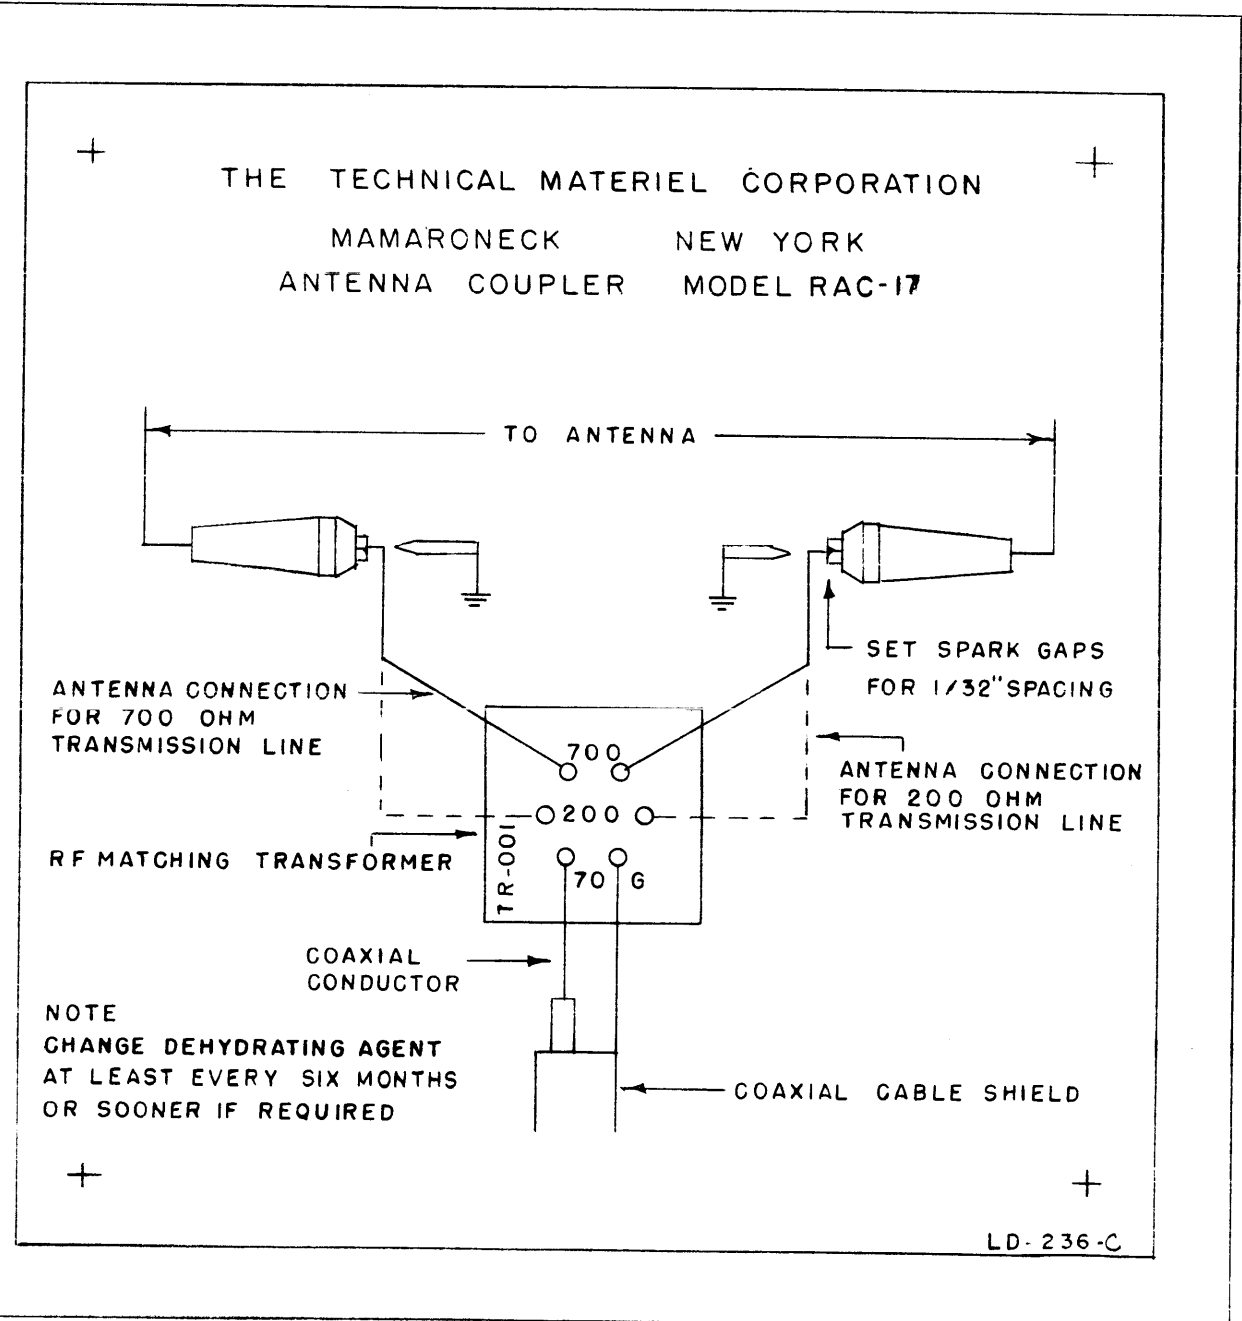 THE TECHNICAL MATERIEL CORPORATION
MAMARONECK NEW YORK
ANTENNA COUPLER MODEL RAC-17
TO ANTENNA
SET SPARK GAPS
FOR 1/32" SPACING
ANTENNA CONNECTION
FOR 700 OHM
TRANSMISSION LINE
700
ANTENNA CONNECTION
FOR 200 OHM
TRANSMISSION LINE
200
RF MATCHING TRANSFORMER
TR-001
70 G
COAXIAL
CONDUCTOR
NOTE
CHANGE DEHYDRATING AGENT
AT LEAST EVERY SIX MONTHS
OR SOONER IF REQUIRED
COAXIAL CABLE SHIELD
LD-236-C